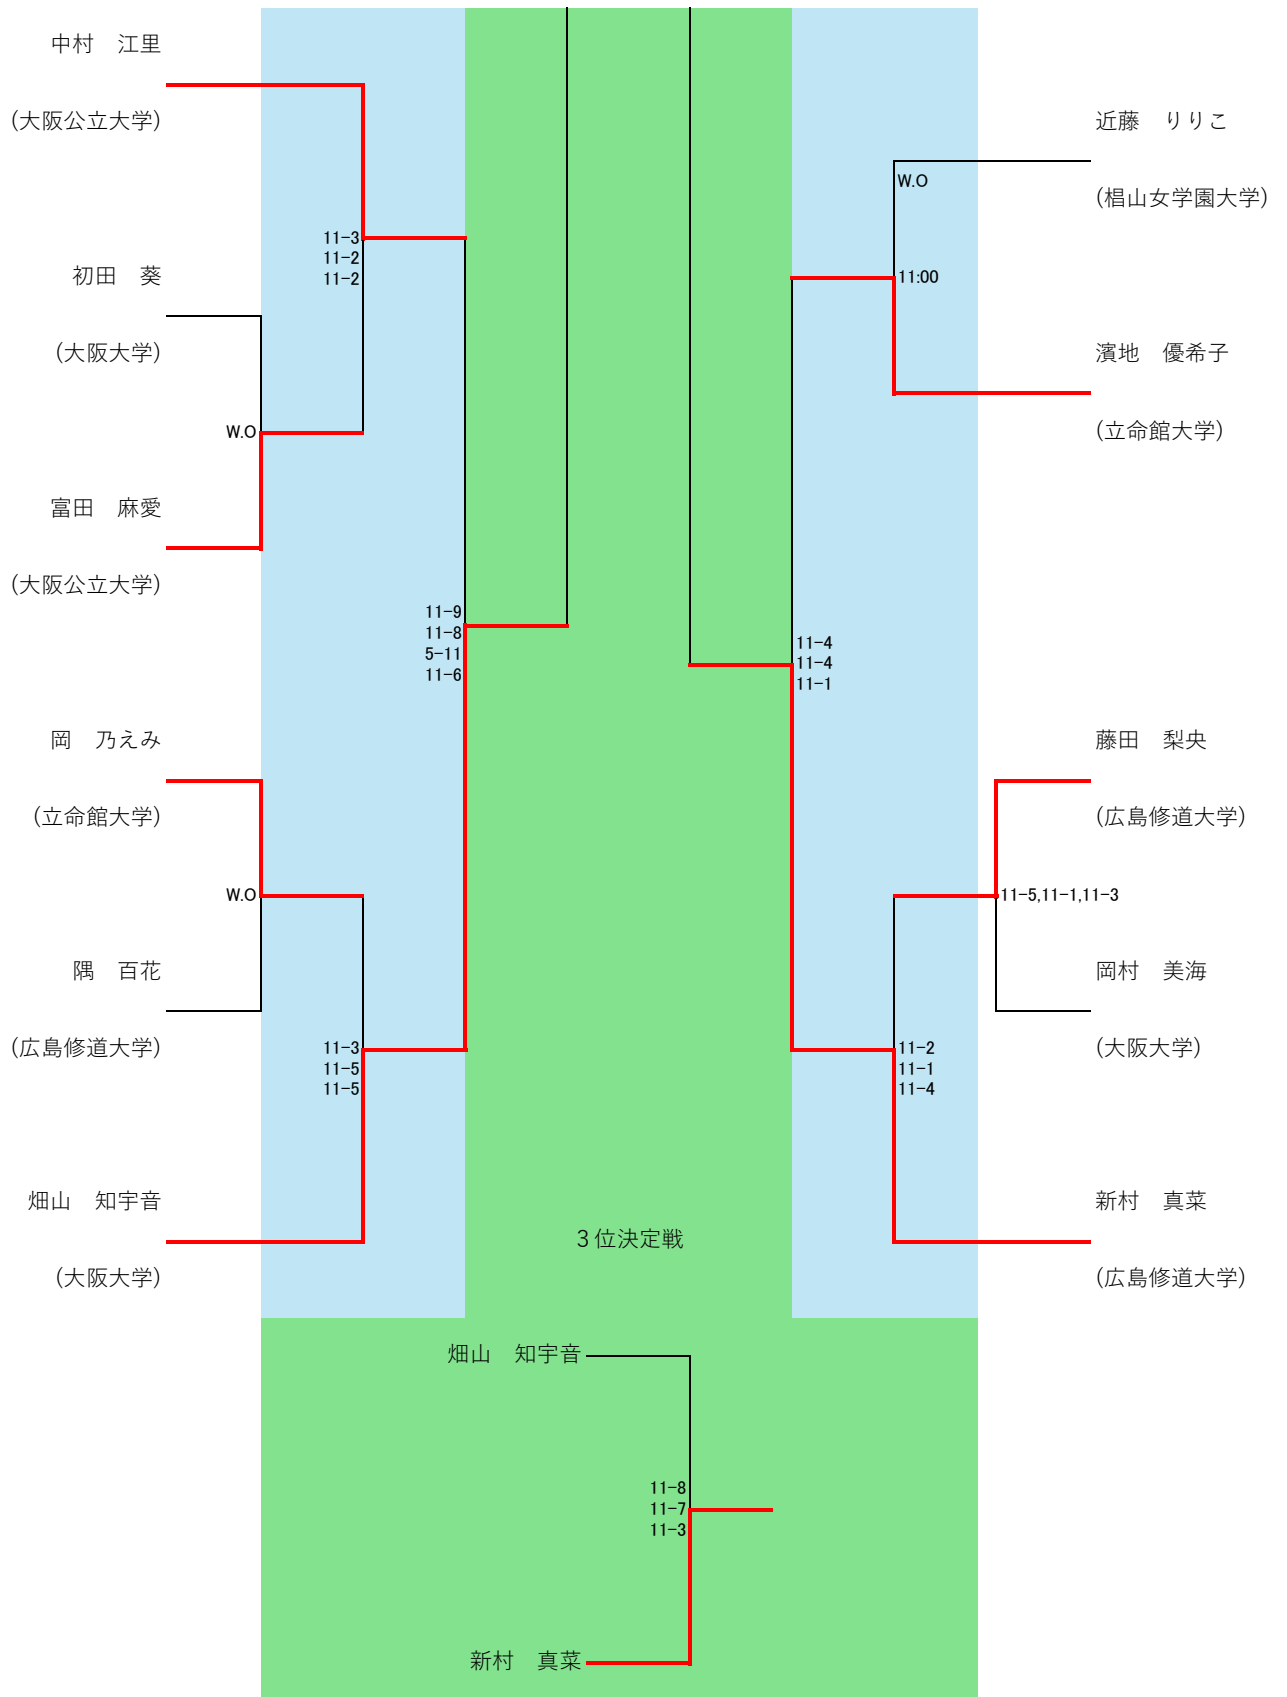 中村　江里
(大阪公立大学)
11-3
11-2
11-2
初田　葵
(大阪大学)
W.O
富田　麻愛
(大阪公立大学)
11-9
11-8
5-11
11-6
岡　乃えみ
(立命館大学)
W.O
隅　百花
(広島修道大学)
11-3
11-5
11-5
畑山　知宇音
(大阪大学)
近藤　りりこ
W.O
(椙山女学園大学)
11:00
濱地　優希子
(立命館大学)
11-4
11-4
11-1
藤田　梨央
(広島修道大学)
11-5,11-1,11-3
岡村　美海
(大阪大学)
11-2
11-1
11-4
新村　真菜
(広島修道大学)
３位決定戦
畑山　知宇音
11-8
11-7
11-3
新村　真菜